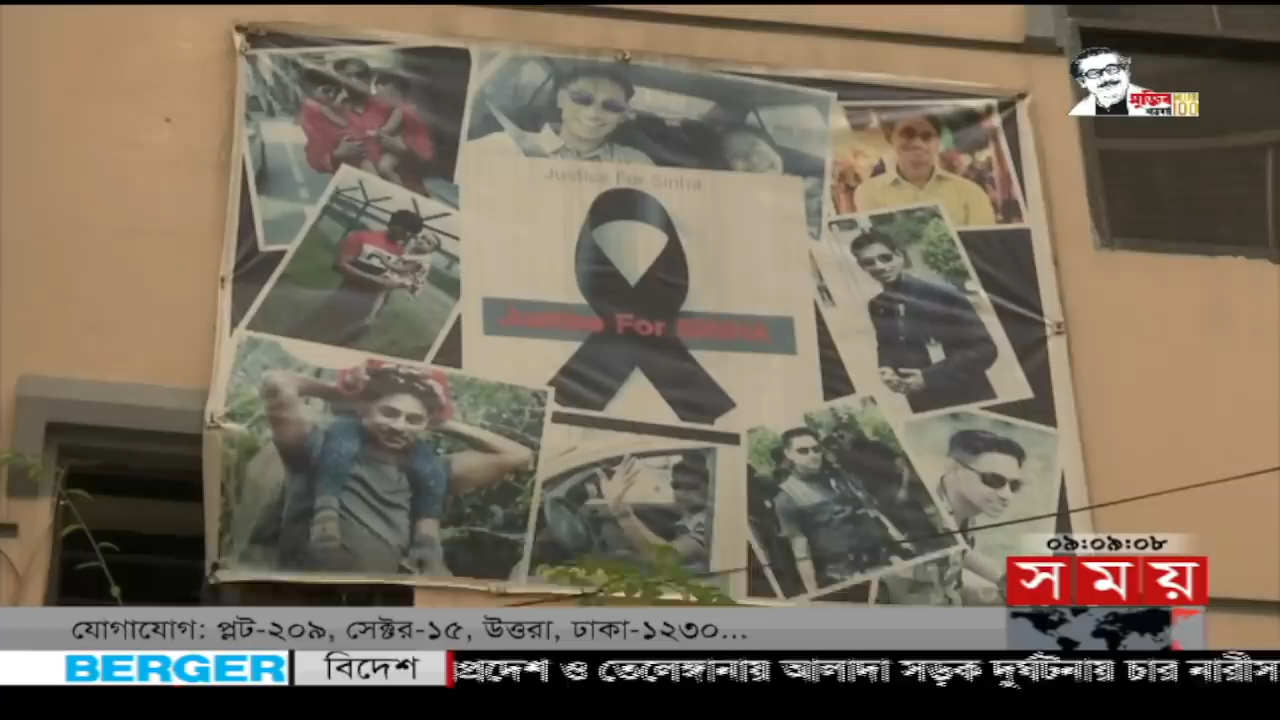 মুজিব
100
Justice For Sinha
Justice For SINHA
০৯:০৯:০৮
সময়
যোগাযোগ: প্লট-২০৯, সেক্টর-১৫, উত্তরা, ঢাকা-১২৩০...
BERGER বিদেশ প্রদেশ ও তেলেঙ্গানায় আলাদা সড়ক দুর্ঘটনায় চার নারীস